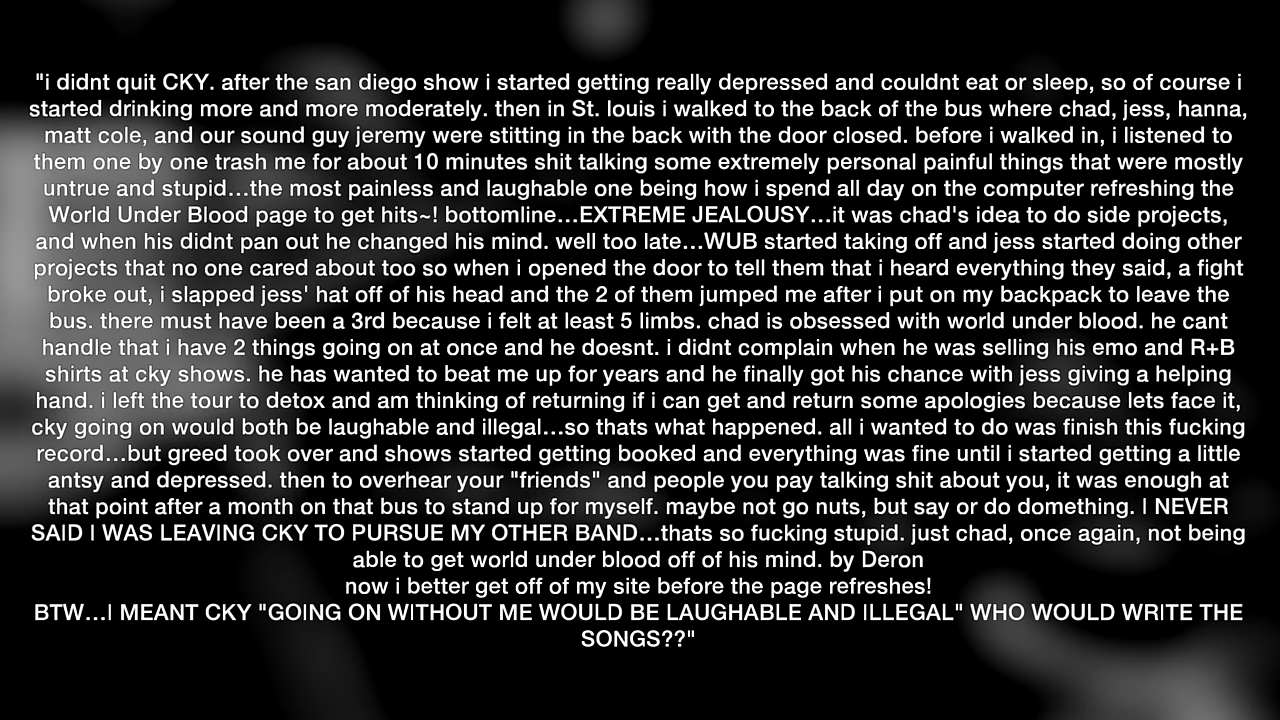 "i didnt quit CKY. after the san diego show i started getting really depressed and couldnt eat or sleep, so of course i
started drinking more and more moderately. then in St. louis i walked to the back of the bus where chad, jess, hanna,
matt cole, and our sound guy jeremy were stitting in the back with the door closed. before i walked in, i listened to
them one by one trash me for about 10 minutes shit talking some extremely personal painful things that were mostly
untrue and stupid...the most painless and laughable one being how i spend all day on the computer refreshing the
World Under Blood page to get hits~! bottomline...EXTREME JEALOUSY...it was chad's idea to do side projects,
and when his didnt pan out he changed his mind. well too late...WUB started taking off and jess started doing other
projects that no one cared about too so when i opened the door to tell them that i heard everything they said, a fight
broke out, i slapped jess' hat off of his head and the 2 of them jumped me after i put on my backpack to leave the
bus. there must have been a 3rd because i felt at least 5 limbs. chad is obsessed with world under blood. he cant
handle that i have 2 things going on at once and he doesnt. i didnt complain when he was selling his emo and R+B
shirts at cky shows. he has wanted to beat me up for years and he finally got his chance with jess giving a helping
hand. i left the tour to detox and am thinking of returning if i can get and return some apologies because lets face it,
cky going on would both be laughable and illegal...so thats what happened. all i wanted to do was finish this fucking
record...but greed took over and shows started getting booked and everything was fine until i started getting a little
antsy and depressed. then to overhear your "friends" and people you pay talking shit about you, it was enough at
that point after a month on that bus to stand up for myself. maybe not go nuts, but say or do domething. I NEVER
SAID I WAS LEAVING CKY TO PURSUE MY OTHER BAND...thats so fucking stupid. just chad, once again, not being
able to get world under blood off of his mind. by Deron
now i better get off of my site before the page refreshes!
BTW...I MEANT CKY "GOING ON WITHOUT ME WOULD BE LAUGHABLE AND ILLEGAL" WHO WOULD WRITE THE
SONGS??"